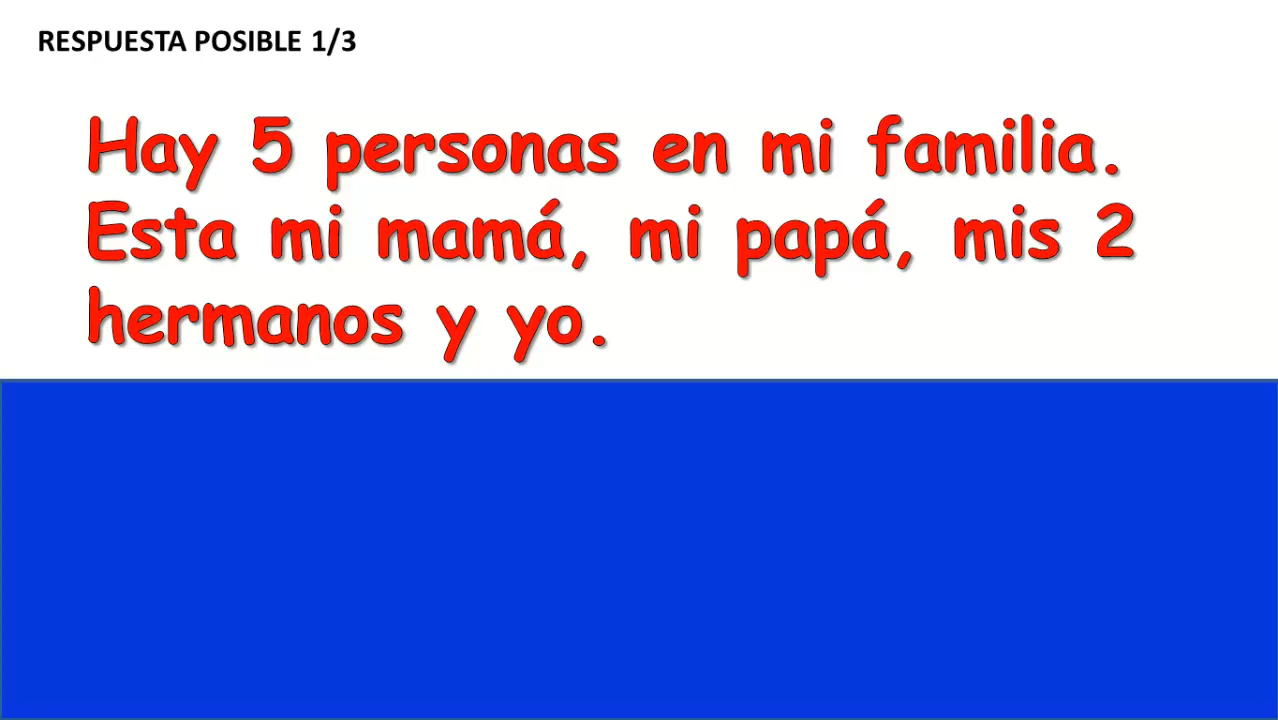 RESPUESTA POSIBLE 1/3
Hay 5 personas en mi familia.
Esta mi mamá, mi papá, mis 2
hermanos y yo.